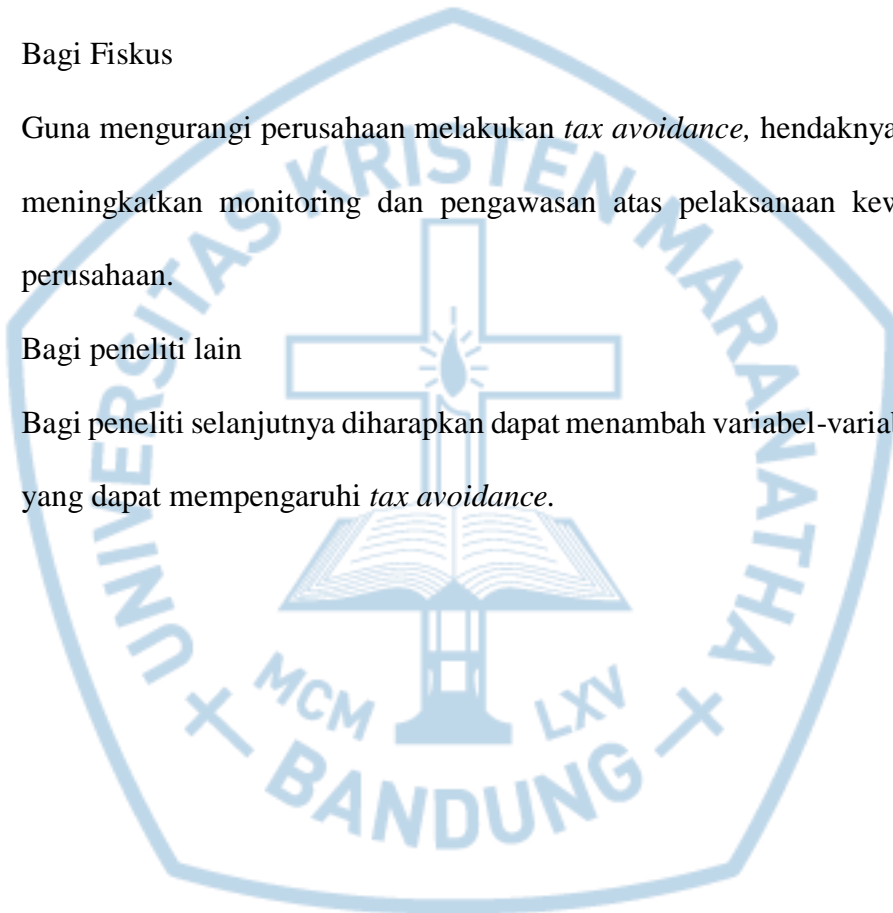 Bagi Fiskus
Guna mengurangi perusahaan melakukan tax avoidance, hendaknya
meningkatkan monitoring dan pengawasan atas pelaksanaan
perusahaan.
Bagi peneliti lain
Bagi peneliti selanjutnya diharapkan dapat menambah
yang dapat mempengaruhi tax avoidance.
UNIVERSITAS KRISTEN MARANATHA
MCM LXV
BANDUNG